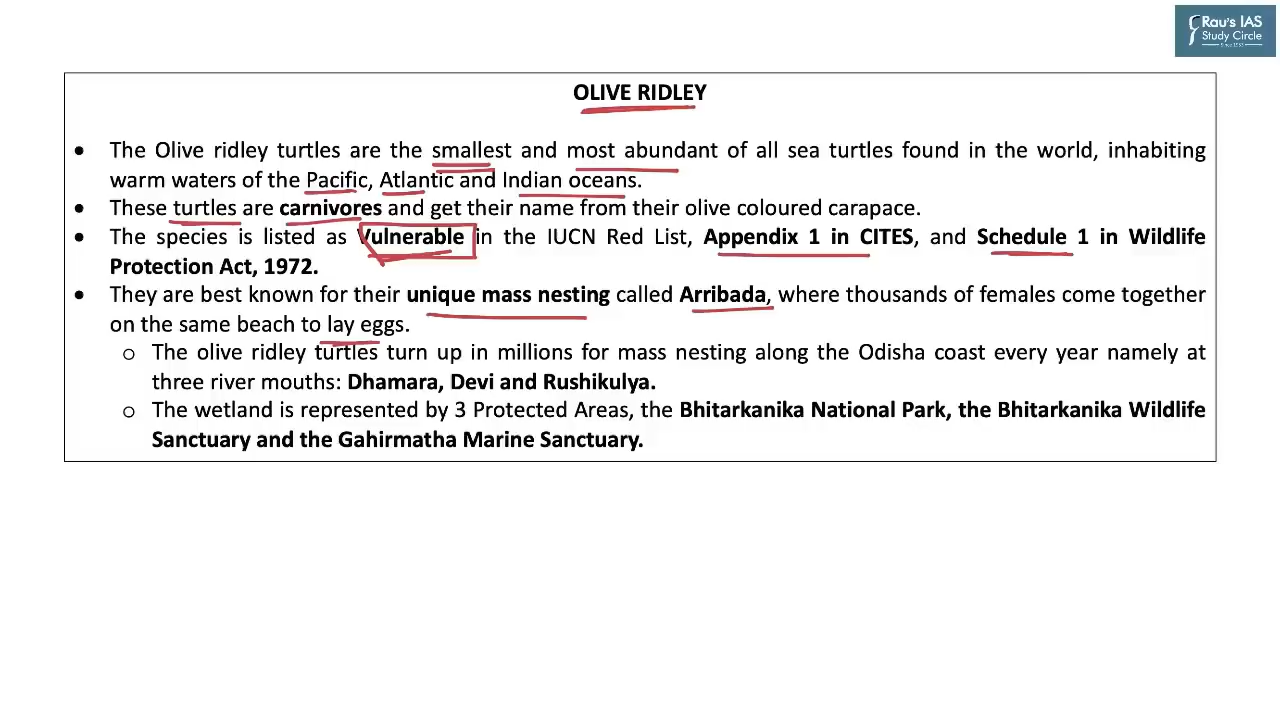 Rau's IAS
Study Circle
OLIVE RIDLEY
• The Olive ridley turtles are the smallest and most abundant of all sea turtles found in the world, inhabiting
warm waters of the Pacific, Atlantic and Indian oceans.
• These turtles are carnivores and get their name from their olive coloured carapace.
• The species is listed as Vulnerable in the IUCN Red List, Appendix 1 in CITES, and Schedule 1 in Wildlife
Protection Act, 1972.
• They are best known for their unique mass nesting called Arribada, where thousands of females come together
on the same beach to lay eggs.
o The olive ridley turtles turn up in millions for mass nesting along the Odisha coast every year namely at
three river mouths: Dhamara, Devi and Rushikulya.
o The wetland is represented by 3 Protected Areas, the Bhitarkanika National Park, the Bhitarkanika Wildlife
Sanctuary and the Gahirmatha Marine Sanctuary.